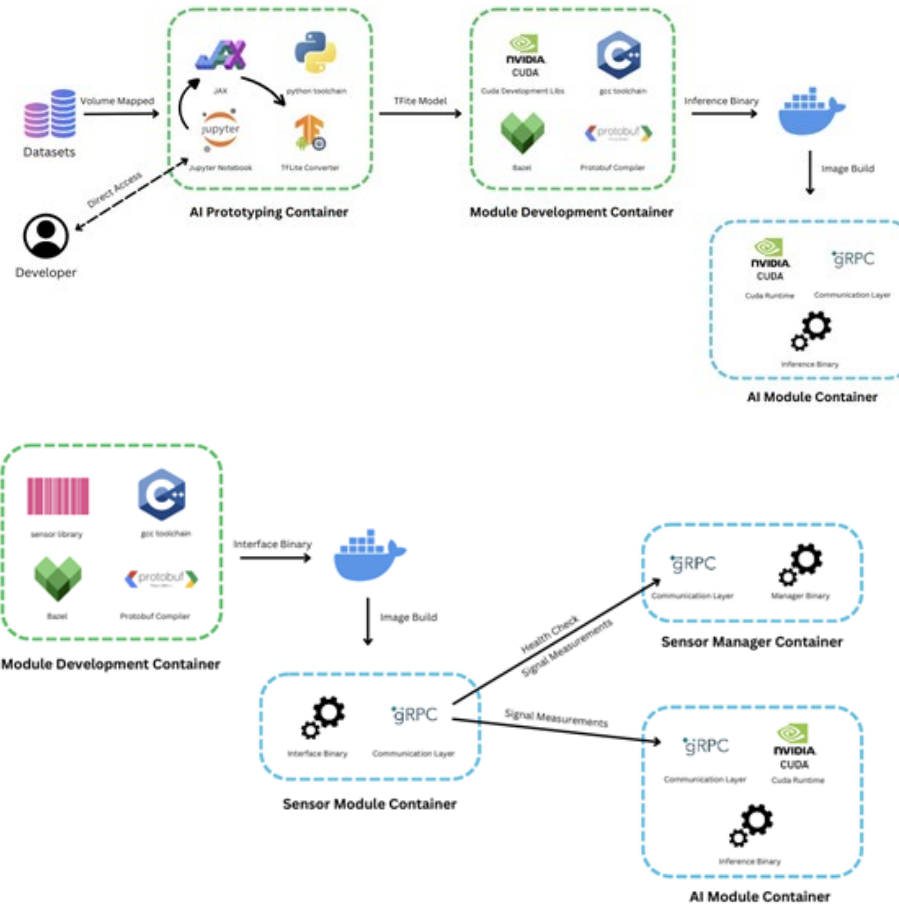 JAX
JAX
python toolchain
NVIDIA.
CUDA
Cuda Development Libs
C++
gcc toolchain
Volume Mapped
TFlite Model
Inference Binary
Datasets
jupyter
Jupyter Notebook
TF
TFLite Converter
Bazel
protobuf
Protobuf Compiler
Direct Access
Image Build
AI Prototyping Container
Module Development Container
Developer
NVIDIA.
CUDA
Cuda Runtime
gRPC
Communication Layer
Inference Binary
AI Module Container
sensor library
C++
gcc toolchain
Interface Binary
Bazel
protobuf
Protobuf Compiler
Module Development Container
Image Build
Health Check
Signal Measurements
gRPC
Communication Layer
Manager Binary
Sensor Manager Container
Interface Binary
gRPC
Communication Layer
Sensor Module Container
Signal Measurements
gRPC
Communication Layer
NVIDIA.
CUDA
Cuda Runtime
Inference Binary
AI Module Container